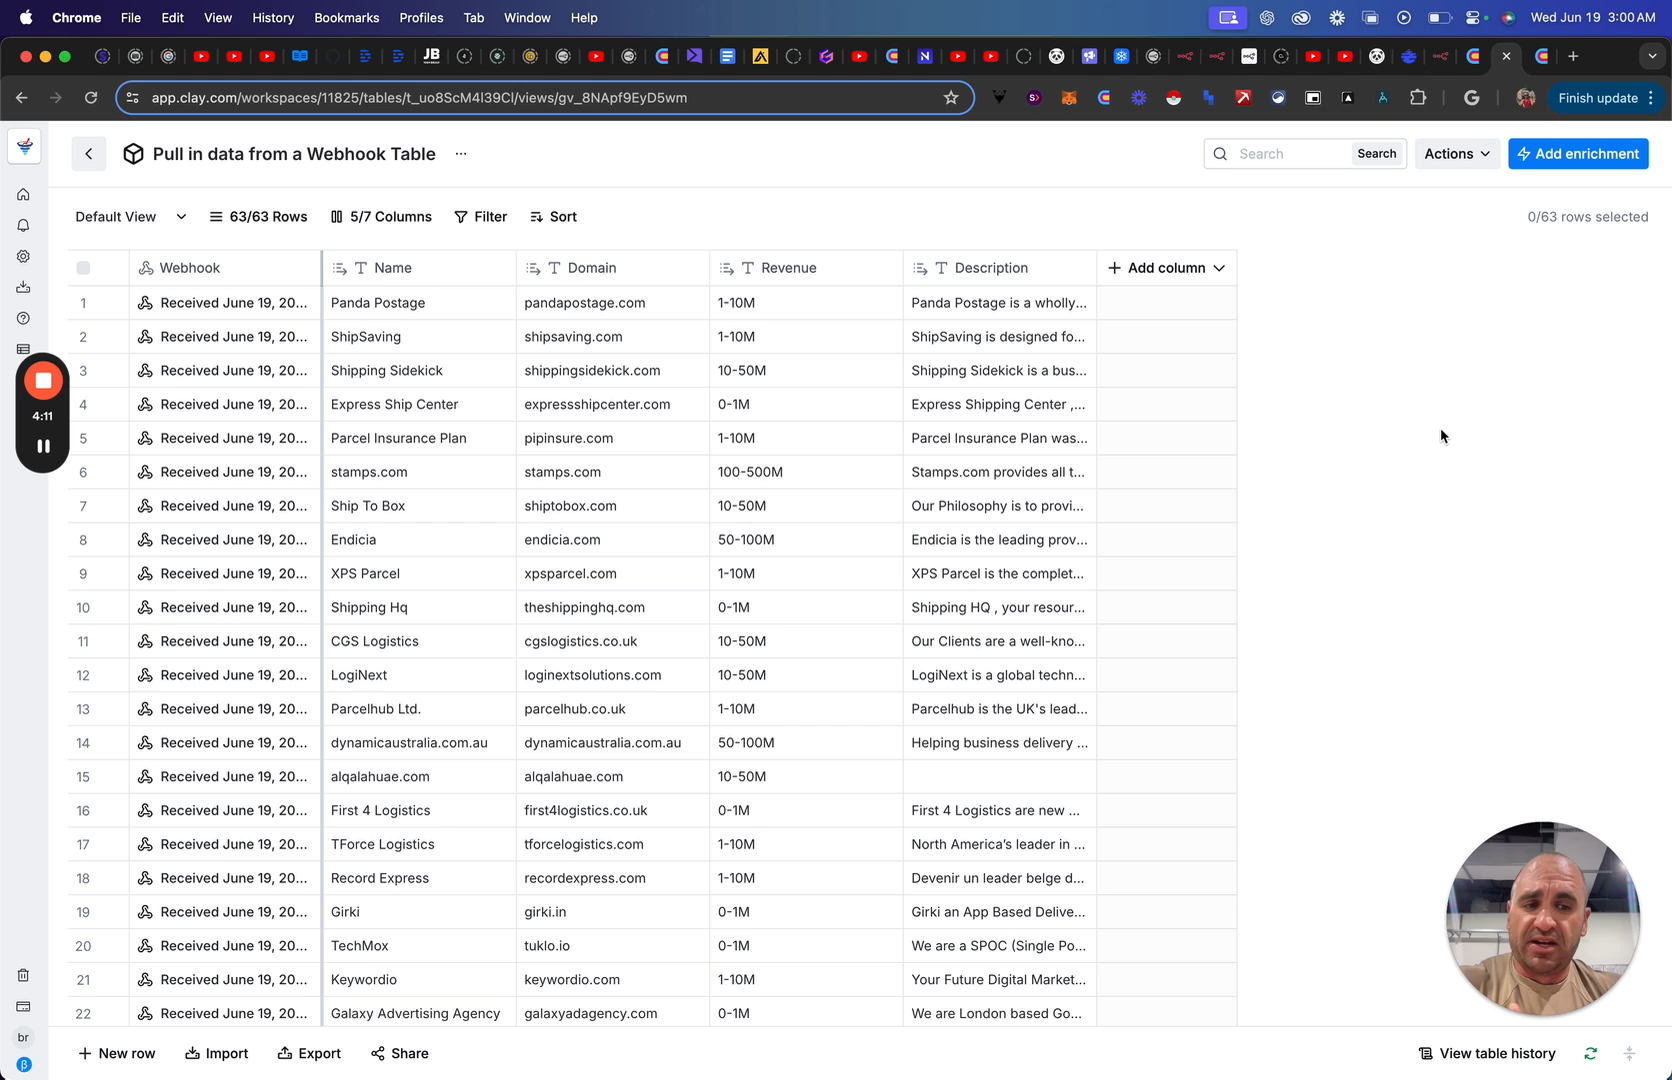 Chrome File Edit View History Bookmarks Profiles Tab Window Help Wed Jun 19 3:00 AM
JB
app.clay.com/workspaces/11825/tables/t_uo8ScM4l39Cl/views/gv_8NApf9EyD5wm Finish update
Pull in data from a Webhook Table ... Search Search Actions Add enrichment
Default View 63/63 Rows 5/7 Columns Filter Sort 0/63 rows selected
Webhook Name Domain Revenue Description + Add column
1 Received June 19, 20... Panda Postage pandapostage.com 1-10M Panda Postage is a wholly...
2 Received June 19, 20... ShipSaving shipsaving.com 1-10M ShipSaving is designed fo...
3 Received June 19, 20... Shipping Sidekick shippingsidekick.com 10-50M Shipping Sidekick is a bus...
4 Received June 19, 20... Express Ship Center expressshipcenter.com 0-1M Express Shipping Center ,...
4:11
5 Received June 19, 20... Parcel Insurance Plan pipinsure.com 1-10M Parcel Insurance Plan was...
6 Received June 19, 20... stamps.com stamps.com 100-500M Stamps.com provides all t...
7 Received June 19, 20... Ship To Box shiptobox.com 10-50M Our Philosophy is to provi...
8 Received June 19, 20... Endicia endicia.com 50-100M Endicia is the leading prov...
9 Received June 19, 20... XPS Parcel xpsparcel.com 1-10M XPS Parcel is the complet...
10 Received June 19, 20... Shipping Hq theshippinghq.com 0-1M Shipping HQ , your resour...
11 Received June 19, 20... CGS Logistics cgslogistics.co.uk 10-50M Our Clients are a well-kno...
12 Received June 19, 20... LogiNext loginextsolutions.com 10-50M LogiNext is a global techn...
13 Received June 19, 20... Parcelhub Ltd. parcelhub.co.uk 1-10M Parcelhub is the UK's lead...
14 Received June 19, 20... dynamicaustralia.com.au dynamicaustralia.com.au 50-100M Helping business delivery ...
15 Received June 19, 20... alqalahuae.com alqalahuae.com 10-50M
16 Received June 19, 20... First 4 Logistics first4logistics.co.uk 0-1M First 4 Logistics are new ...
17 Received June 19, 20... TForce Logistics tforcelogistics.com 1-10M North America’s leader in ...
18 Received June 19, 20... Record Express recordexpress.com 1-10M Devenir un leader belge d...
19 Received June 19, 20... Girki girki.in 0-1M Girki an App Based Delive...
20 Received June 19, 20... TechMox tuklo.io 0-1M We are a SPOC (Single Po...
21 Received June 19, 20... Keywordio keywordio.com 1-10M Your Future Digital Market...
22 Received June 19, 20... Galaxy Advertising Agency galaxyadagency.com 0-1M We are London based Go...
br
+ New row Import Export Share View table history